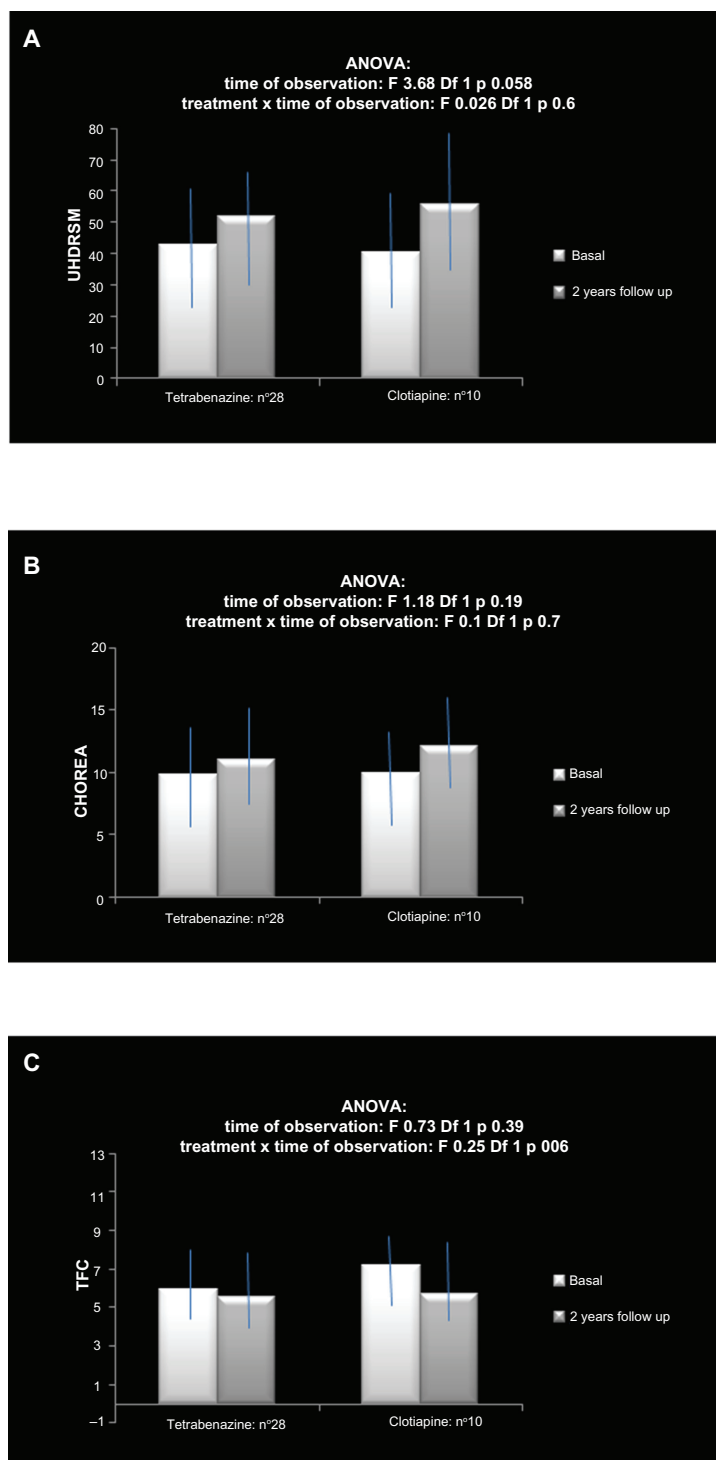 A
ANOVA:
time of observation: F 3.68 Df 1 p 0.058
treatment x time of observation: F 0.026 Df 1 p 0.6
80
70
60
50
40
30
20
10
0
UHDRSM
Tetrabenazine: n°28
Clotiapine: n°10
Basal
2 years follow up
B
ANOVA:
time of observation: F 1.18 Df 1 p 0.19
treatment x time of observation: F 0.1 Df 1 p 0.7
20
15
10
5
0
CHOREA
Tetrabenazine: n°28
Clotiapine: n°10
Basal
2 years follow up
C
ANOVA:
time of observation: F 0.73 Df 1 p 0.39
treatment x time of observation: F 0.25 Df 1 p 006
13
11
9
7
5
3
1
–1
TFC
Tetrabenazine: n°28
Clotiapine: n°10
Basal
2 years follow up